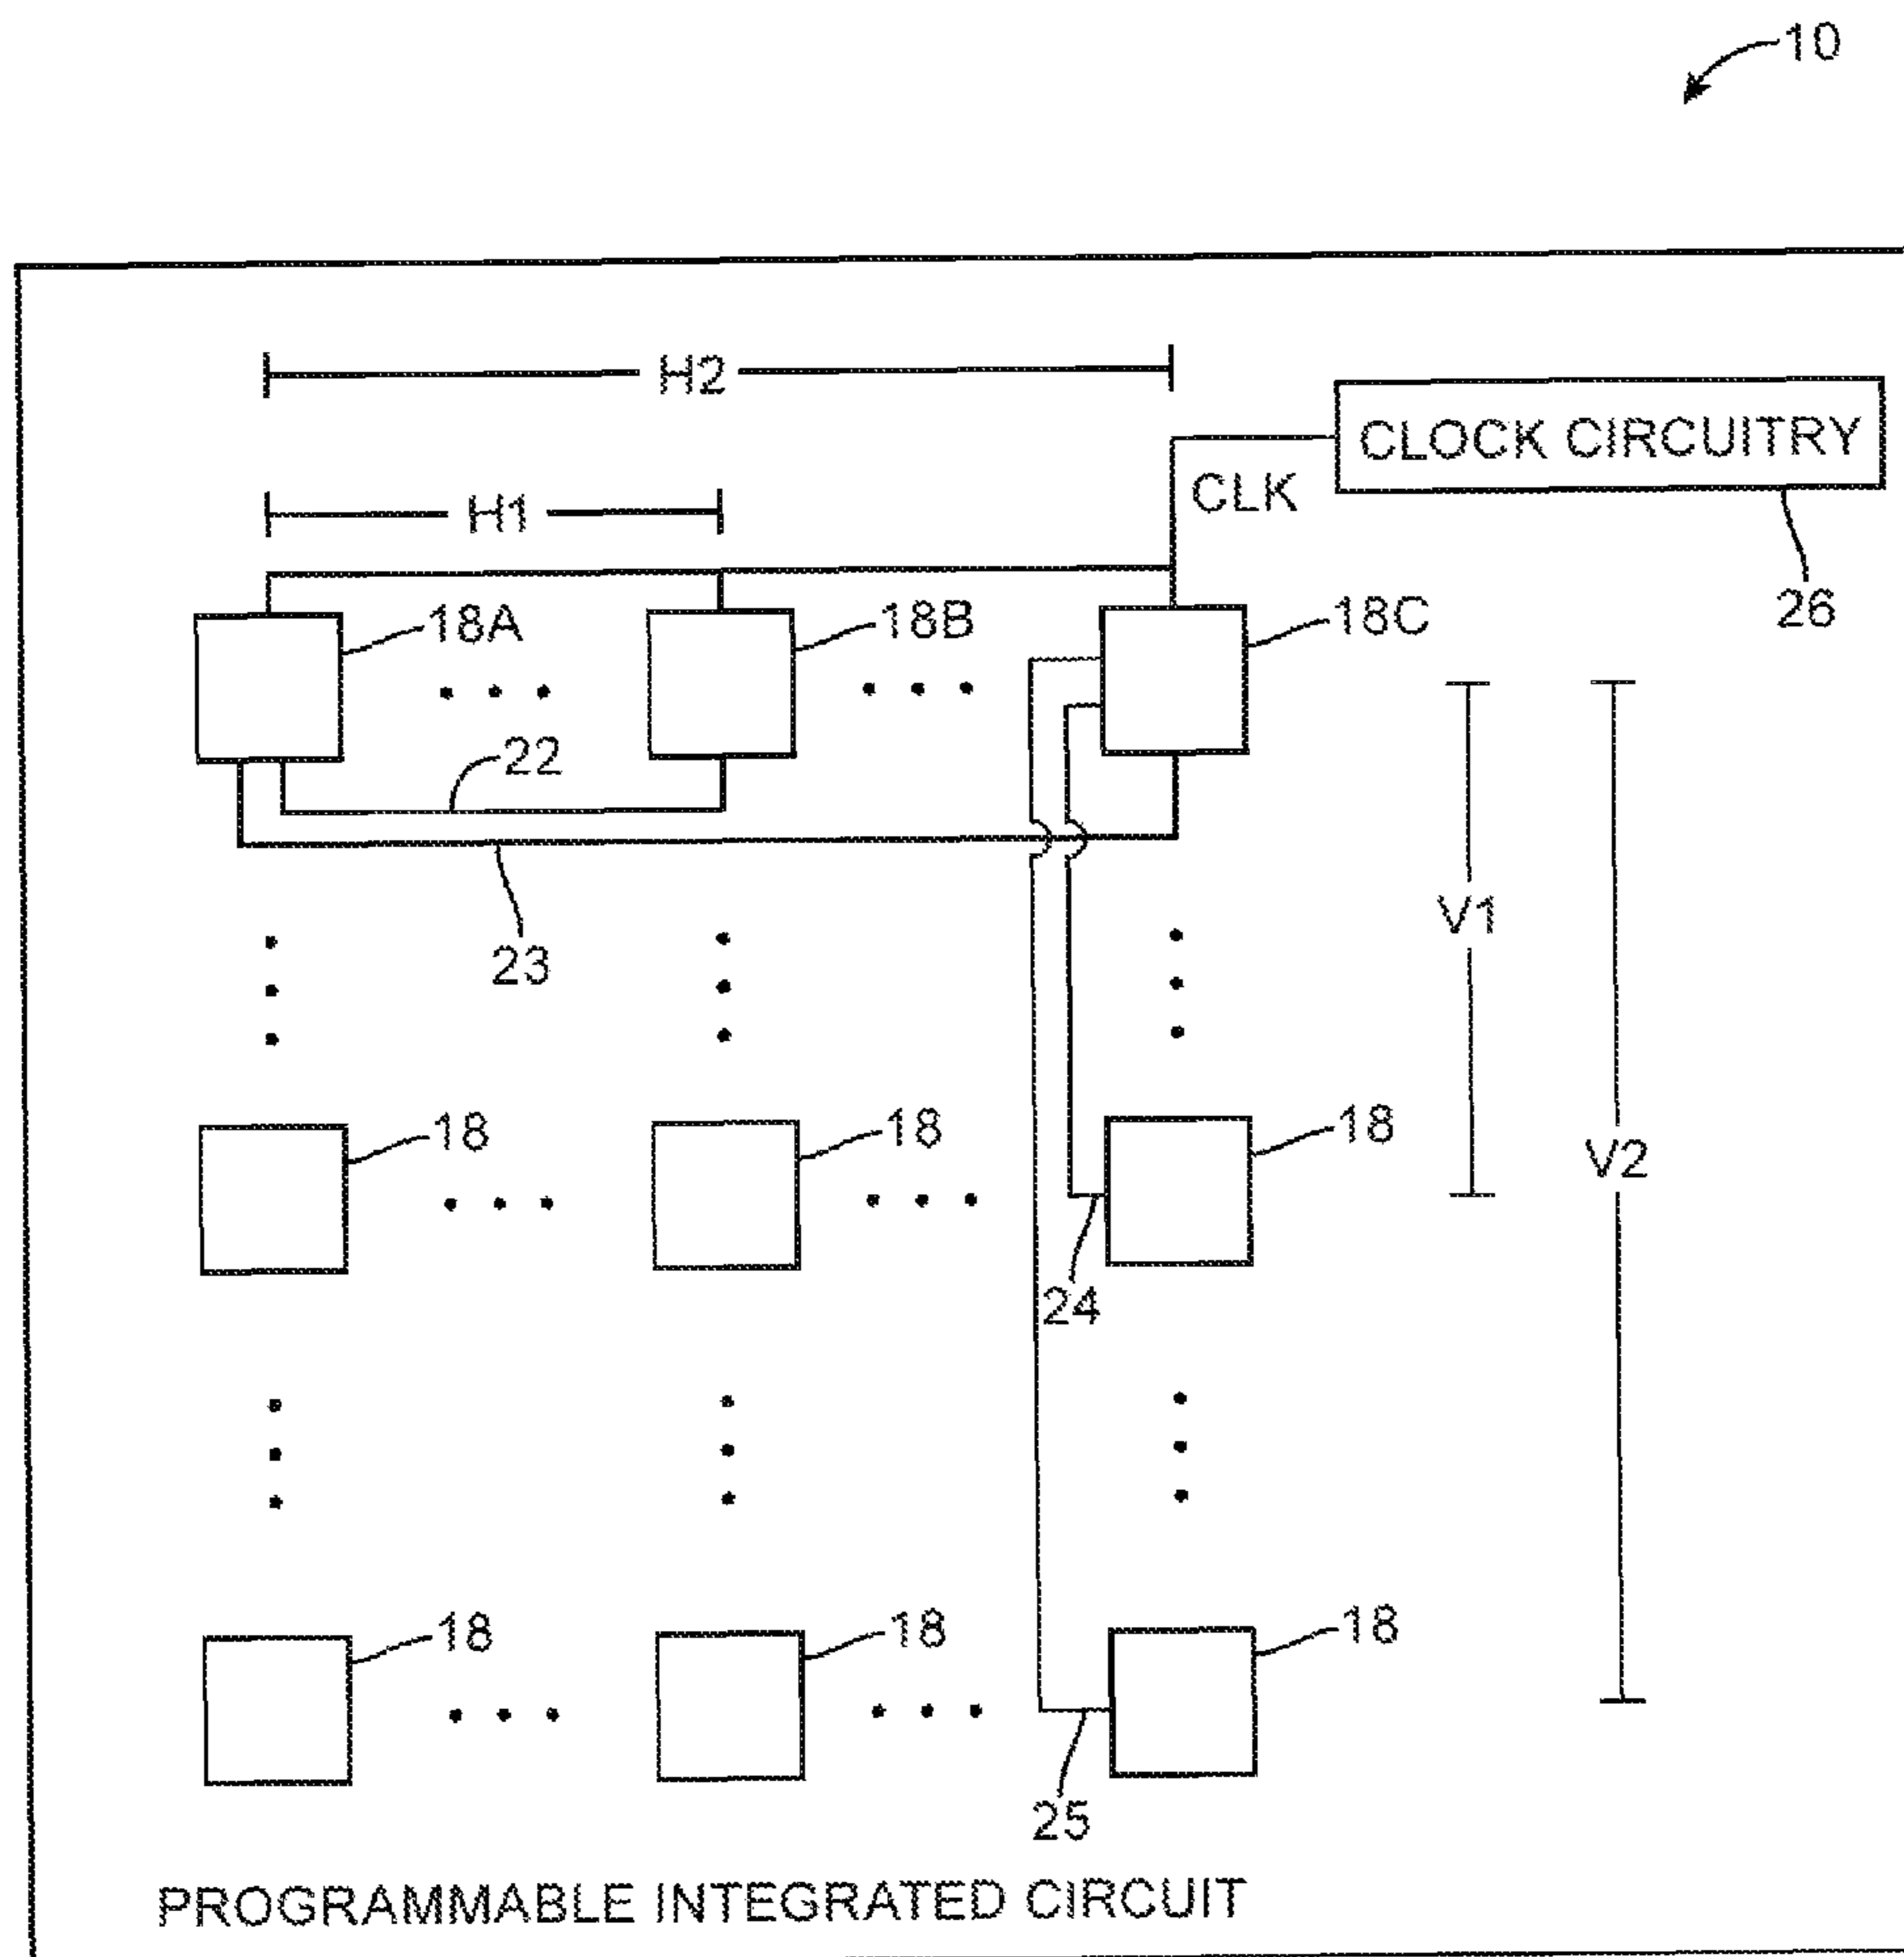 10
H2
CLOCK CIRCUITRY
CLK
H1
26
18A
18B
18C
22
23
V1
18
18
18
V2
24
18
18
18
25
PROGRAMMABLE INTEGRATED CIRCUIT